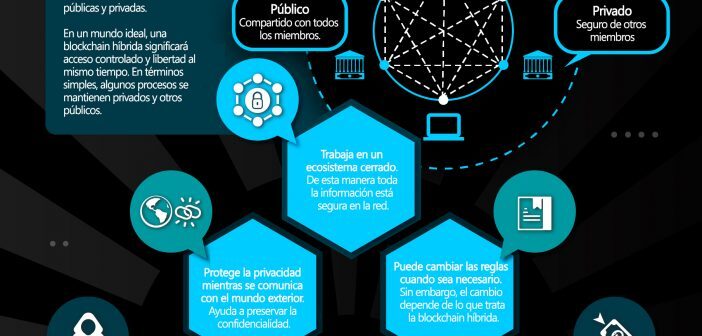 públicas y privadas.
En un mundo ideal, una
blockchain híbrida significará
acceso controlado y libertad al
mismo tiempo. En términos
simples, algunos procesos se
mantienen privados y otros
públicos.
Público
Compartido con todos
los miembros.
Privado
Seguro de otros
miembros
Trabaja en un
ecosistema cerrado.
De esta manera toda
la información está
segura en la red.
Protege la privacidad
mientras se comunica
con el mundo exterior.
Ayuda a preservar la
confidencialidad.
Puede cambiar las reglas
cuando sea necesario.
Sin embargo, el cambio
depende de lo que trata
la blockchain híbrida.